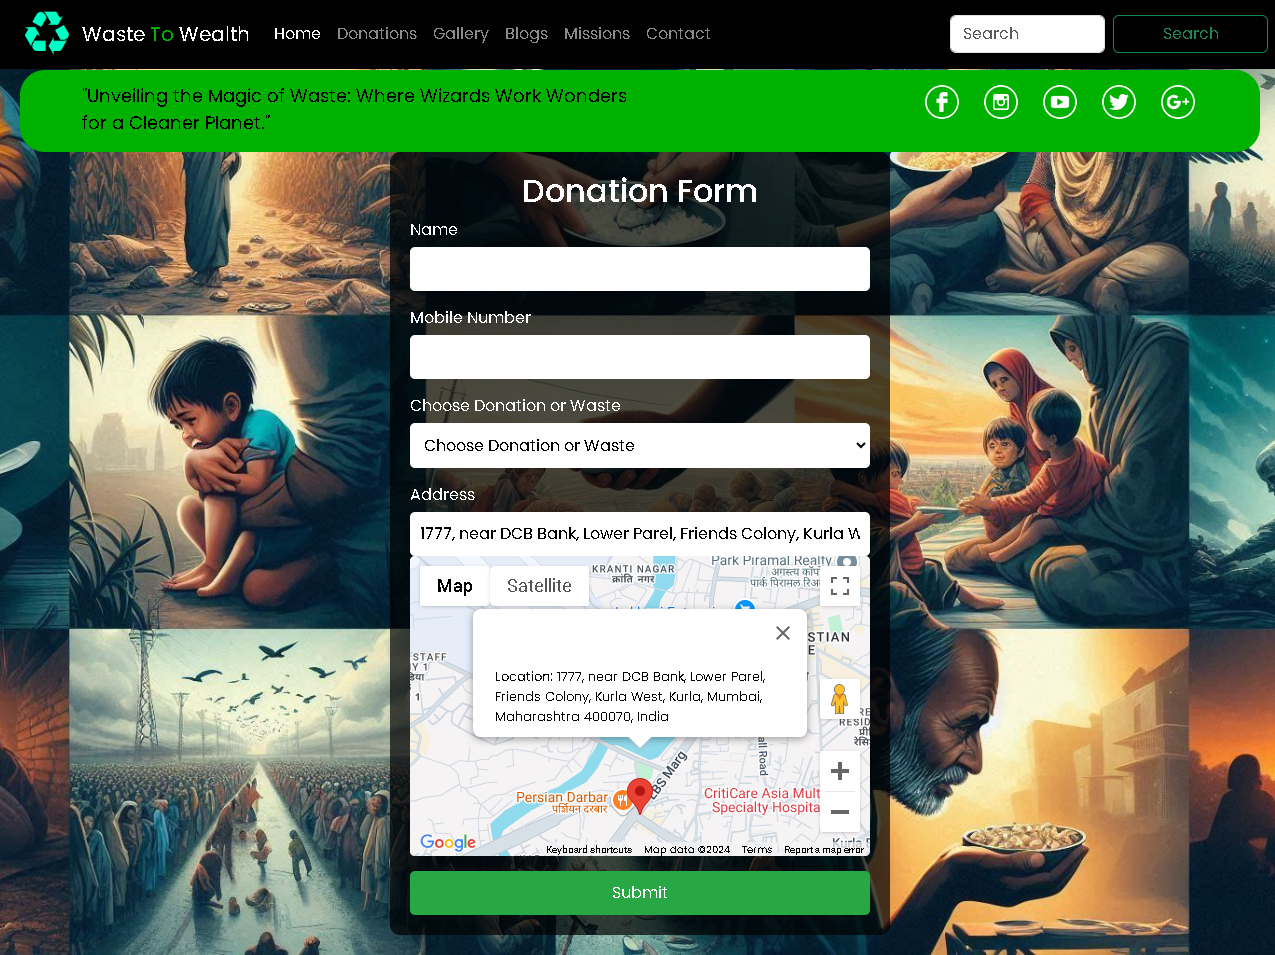 Waste To Wealth
Home
Donations
Gallery
Blogs
Missions
Contact
Search
Search
"Unveiling the Magic of Waste: Where Wizards Work Wonders
for a Cleaner Planet."
Donation Form
Name
Mobile Number
Choose Donation or Waste
Choose Donation or Waste
Address
1777, near DCB Bank, Lower Parel, Friends Colony, Kurla W
Map
Satellite
KRANTI NAGAR
क्रांति नगर
Park Piramal Realty
पार्क पिरामल
STAFF
STIAN
Location: 1777, near DCB Bank, Lower Parel,
Friends Colony, Kurla West, Kurla, Mumbai,
Maharashtra 400070, India
LBS Marg
Road
Persian Darbar
पर्शियन दरबार
CritiCare Asia Mult
Specialty Hospita
Google
Keyboard shortcuts
Map data ©2024
Terms
Report a map error
Submit